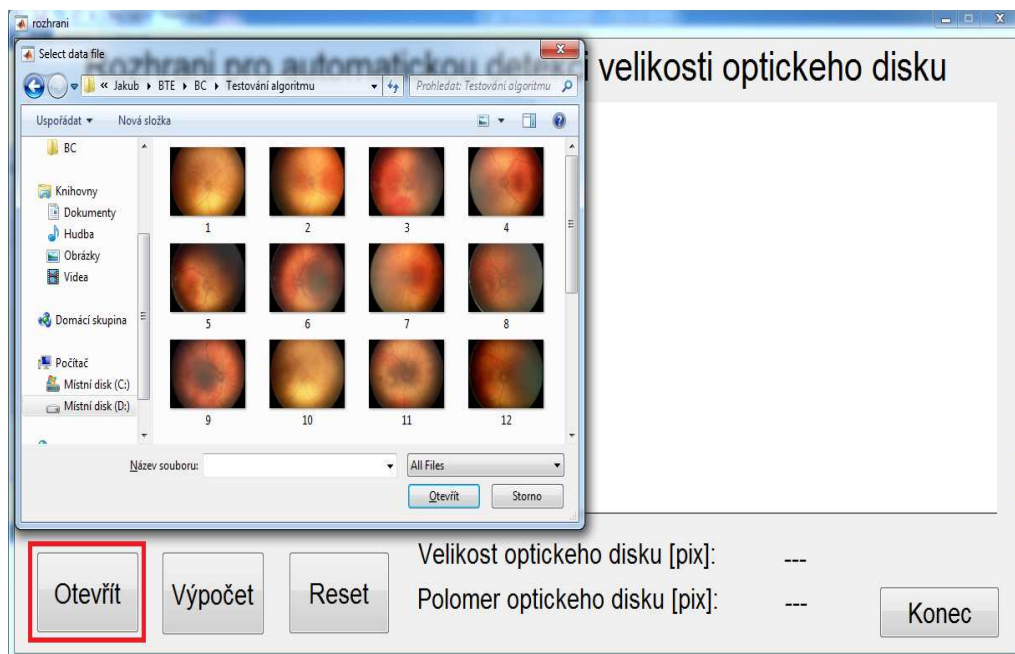 rozhrani
Rozhrani pro automatickou detekci velikosti optickeho disku
Select data file
« Jakub ▸ BTE ▸ BC ▸ Testování algoritmu
Prohledat: Testování algoritmu
Uspořádat
Nová složka
BC
Knihovny
Dokumenty
Hudba
Obrázky
Videa
Domácí skupina
Počítač
Místní disk (C:)
Místní disk (D:)
1 2 3 4
5 6 7 8
9 10 11 12
Název souboru:
All Files
Otevřít Storno
Otevřít
Výpočet
Reset
Velikost optickeho disku [pix]: ---
Polomer optickeho disku [pix]: ---
Konec